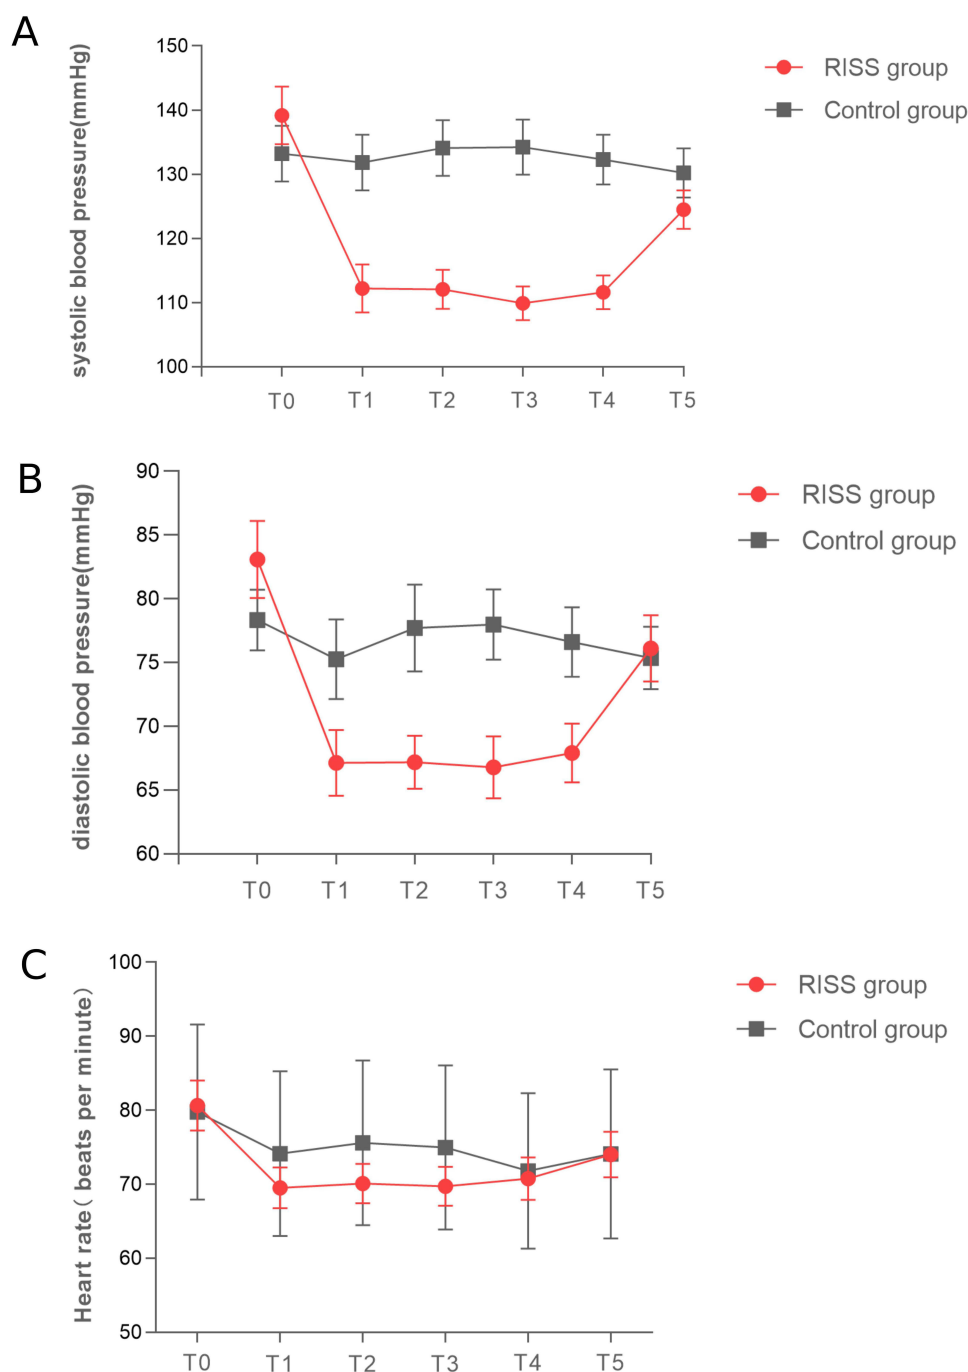 A
systolic blood pressure(mmHg)
150
140
130
120
110
100
T0 T1 T2 T3 T4 T5
RISS group
Control group
B
diastolic blood pressure(mmHg)
90
85
80
75
70
65
60
T0 T1 T2 T3 T4 T5
RISS group
Control group
C
Heart rate( beats per minute)
100
90
80
70
60
50
T0 T1 T2 T3 T4 T5
RISS group
Control group